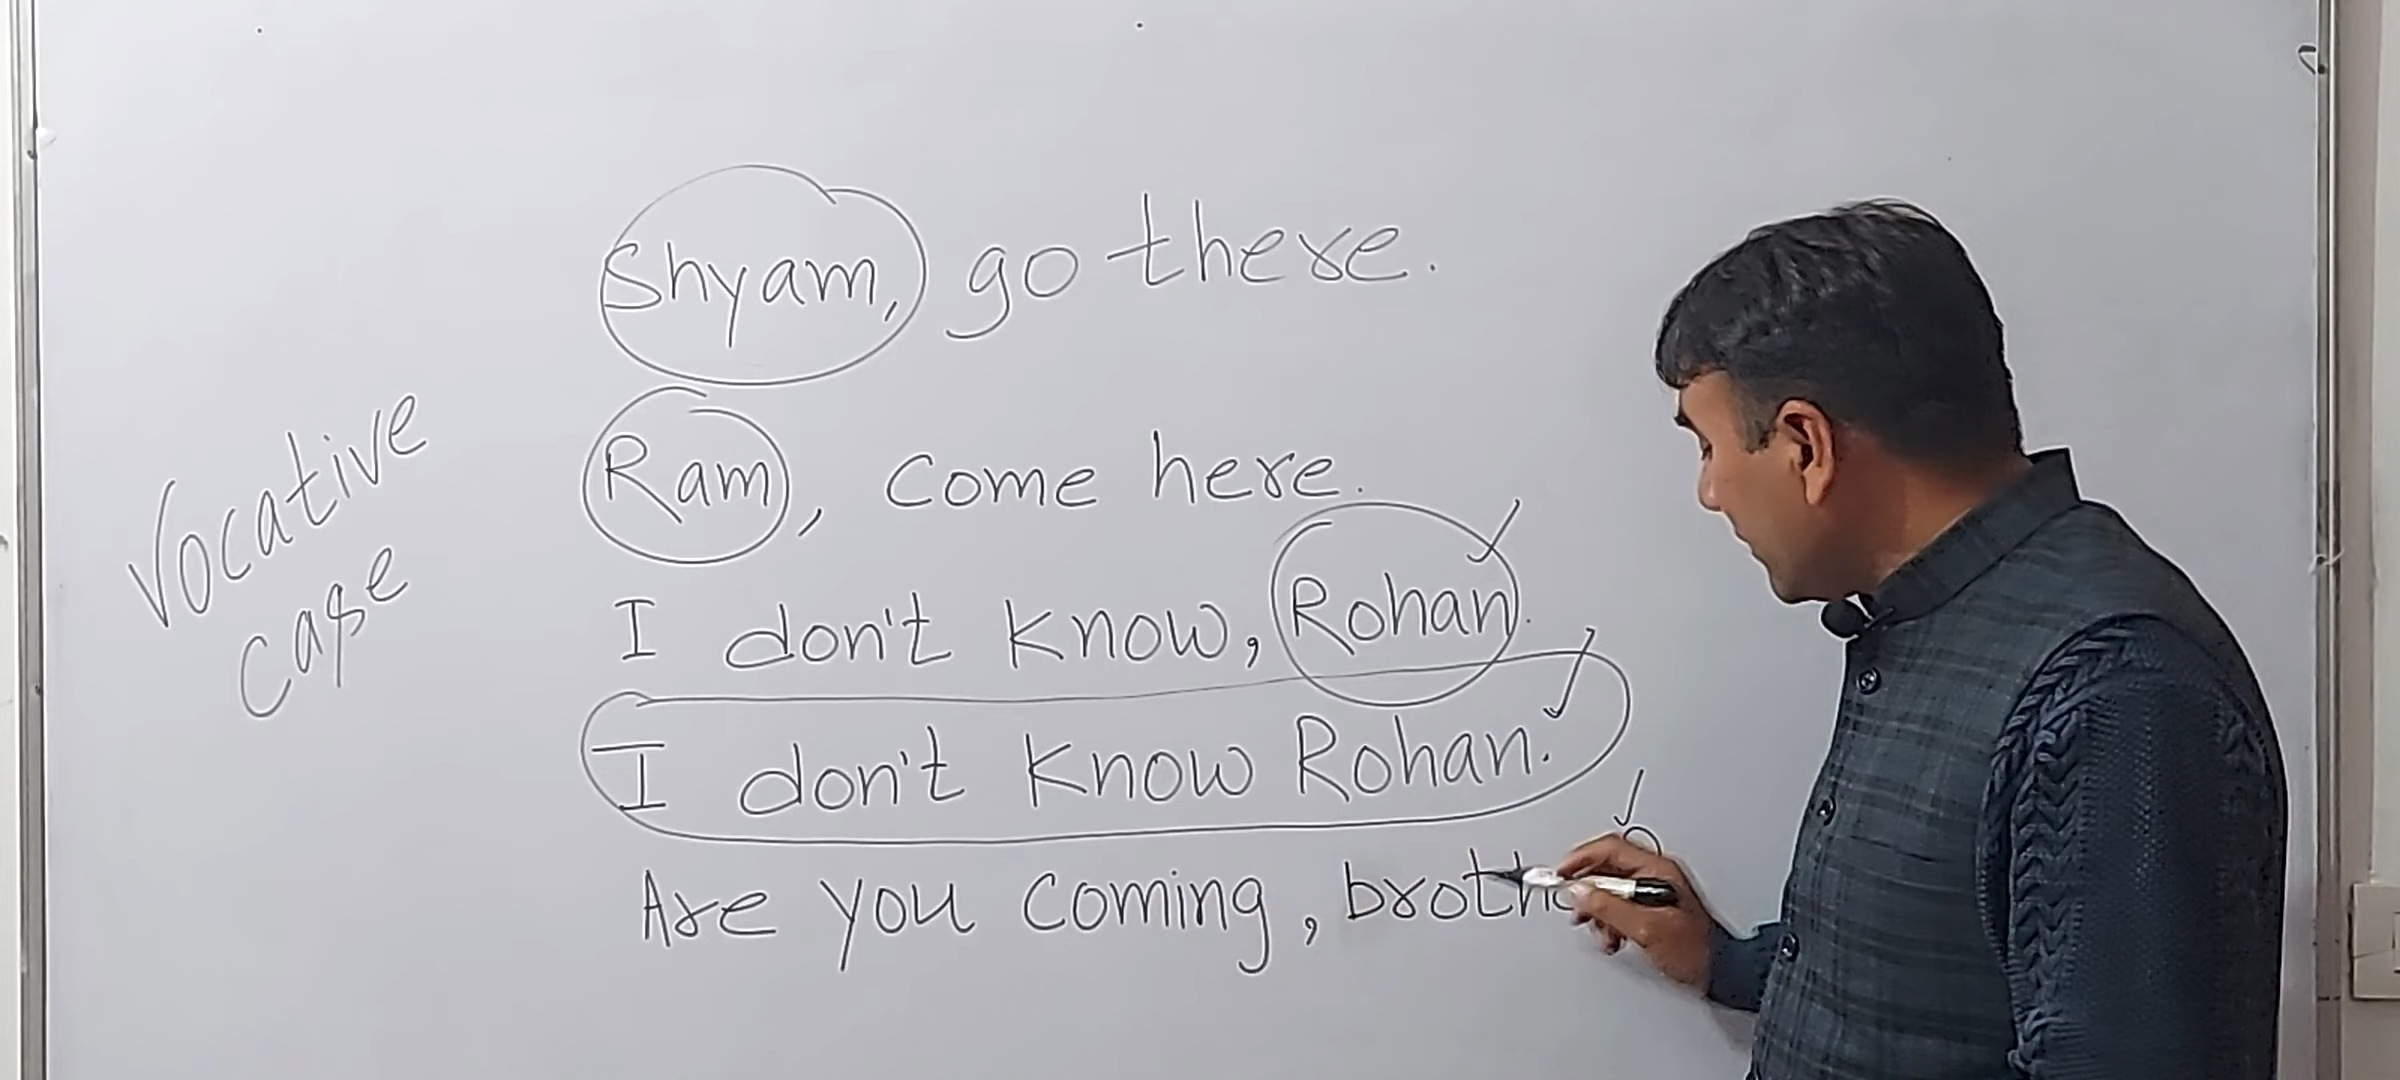 Vocative
case
Shyam, go there.
Ram, come here.
I don't know, Rohan.
I don't know Rohan.
Are you coming,